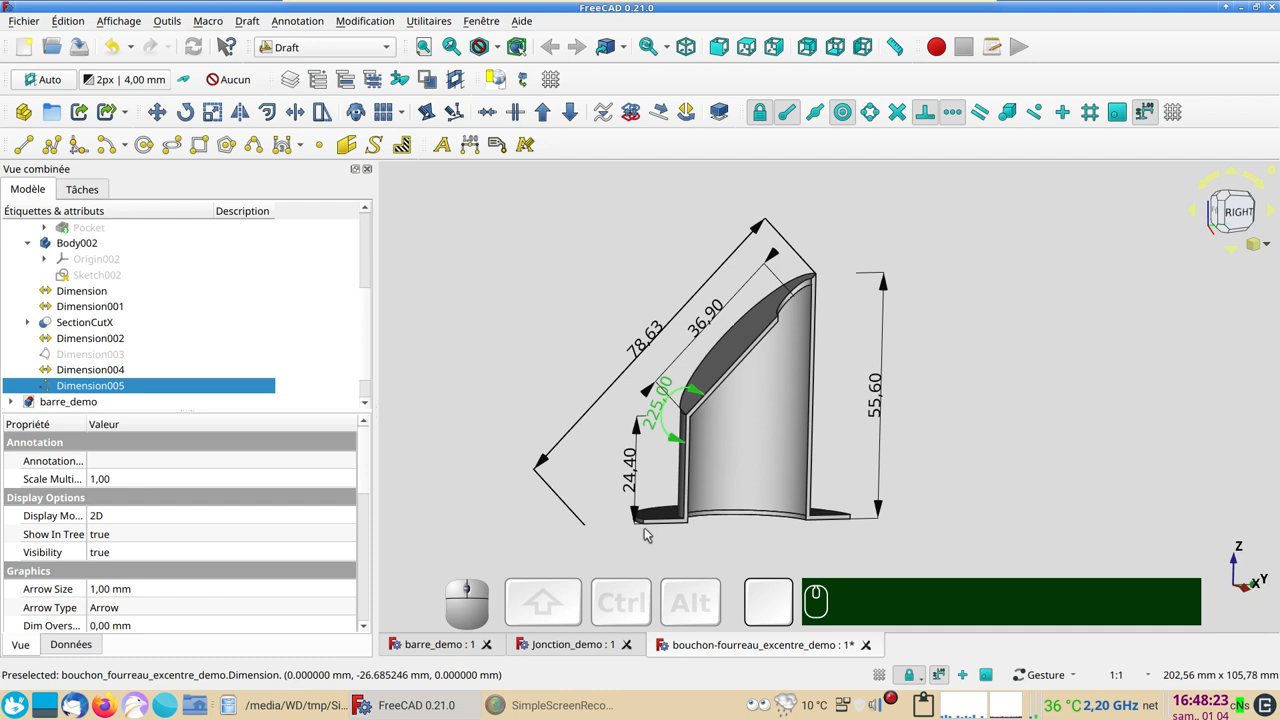 FreeCAD 0.21.0
Fichier Édition Affichage Outils Macro Draft Annotation Modification Utilitaires Fenêtre Aide
Draft
Auto 2px | 4,00 mm Aucun
Vue combinée
Modèle Tâches
Étiquettes & attributs Description
Pocket
Body002
Origin002
Sketch002
Dimension
Dimension001
SectionCutX
Dimension002
Dimension003
Dimension004
Dimension005
barre_demo
Propriété Valeur
Annotation
Annotation...
Scale Multi... 1,00
Display Options
Display Mo... 2D
Show In Tree true
Visibility true
Graphics
Arrow Size 1,00 mm
Arrow Type Arrow
Dim Overs... 0,00 mm
Vue Données
78,63
36,90
225,00
24,40
55,60
RIGHT
Z
Y
X
Ctrl Alt
barre_demo : 1 Jonction_demo : 1 bouchon-fourreau_excentre_demo : 1*
Preselected: bouchon_fourreau_excentre_demo.Dimension. (0.000000 mm, -26.685246 mm, 0.000000 mm) Gesture 1:1 202,56 mm x 105,78 mm
/media/WD/tmp/Si... FreeCAD 0.21.0 SimpleScreenReco... 10 °C 36 °C 2,20 GHz net 16:48:23
sam., 01 04